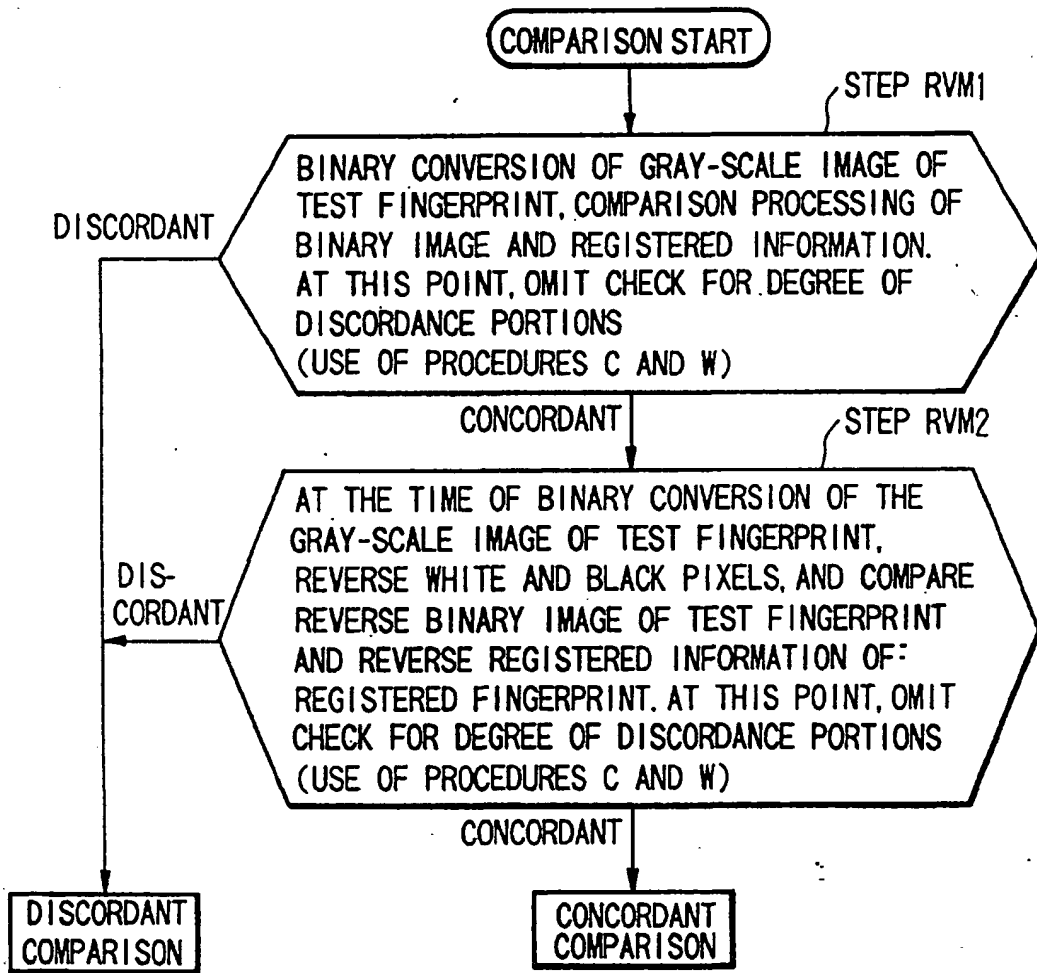 COMPARISON START
STEP RVM1
BINARY CONVERSION OF GRAY-SCALE IMAGE OF
TEST FINGERPRINT, COMPARISON PROCESSING OF
BINARY IMAGE AND REGISTERED INFORMATION.
AT THIS POINT, OMIT CHECK FOR DEGREE OF
DISCORDANCE PORTIONS
(USE OF PROCEDURES C AND W)
DISCORDANT
CONCORDANT
STEP RVM2
AT THE TIME OF BINARY CONVERSION OF THE
GRAY-SCALE IMAGE OF TEST FINGERPRINT,
REVERSE WHITE AND BLACK PIXELS, AND COMPARE
REVERSE BINARY IMAGE OF TEST FINGERPRINT
AND REVERSE REGISTERED INFORMATION OF
REGISTERED FINGERPRINT. AT THIS POINT, OMIT
CHECK FOR DEGREE OF DISCORDANCE PORTIONS
(USE OF PROCEDURES C AND W)
DIS-
CORDANT
CONCORDANT
DISCORDANT
COMPARISON
CONCORDANT
COMPARISON